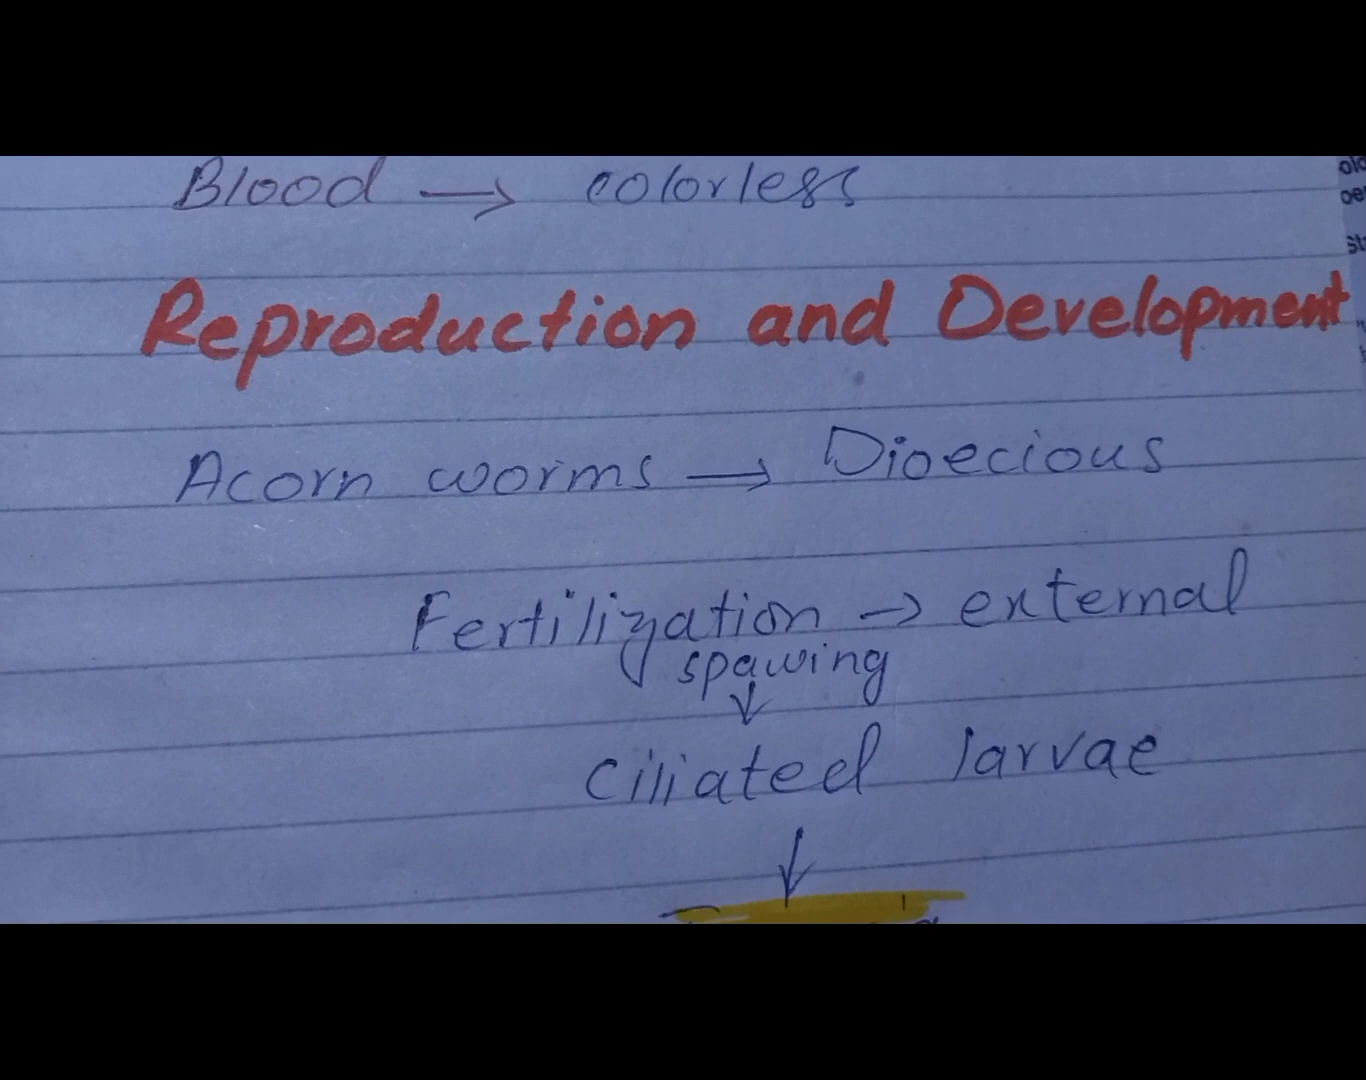 Blood → colorless
Reproduction and Development
Acorn worms → Dioecious
Fertilization → external
spawing
↓
Ciliated larvae
↓